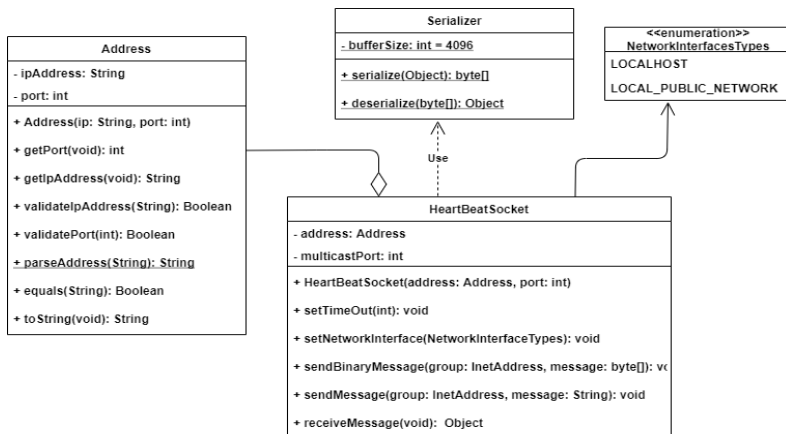 Address
- ipAddress: String
- port: int
+ Address(ip: String, port: int)
+ getPort(void): int
+ getIpAddress(void): String
+ validateIpAddress(String): Boolean
+ validatePort(int): Boolean
+ parseAddress(String): String
+ equals(String): Boolean
+ toString(void): String
Serializer
- bufferSize: int = 4096
+ serialize(Object): byte[]
+ deserialize(byte[]): Object
<<enumeration>>
NetworkInterfacesTypes
LOCALHOST
LOCAL_PUBLIC_NETWORK
Use
HeartBeatSocket
- address: Address
- multicastPort: int
+ HeartBeatSocket(address: Address, port: int)
+ setTimeOut(int): void
+ setNetworkInterface(NetworkInterfaceTypes): void
+ sendBinaryMessage(group: InetAddress, message: byte[]):
+ sendMessage(group: InetAddress, message: String): void
+ receiveMessage(void): Object